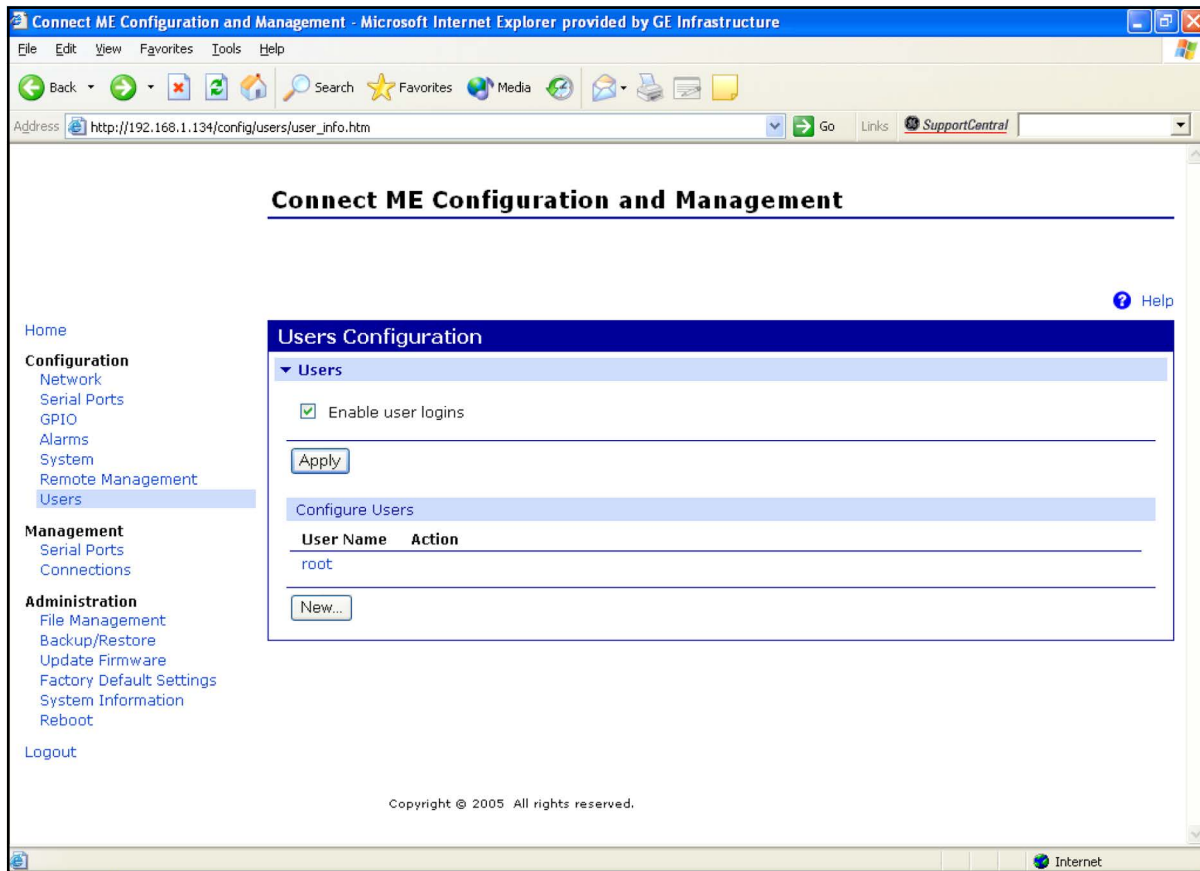 Connect ME Configuration and Management - Microsoft Internet Explorer provided by GE Infrastructure
File Edit View Favorites Tools Help
Back Search Favorites Media
Address http://192.168.1.134/config/users/user_info.htm Go Links SupportCentral
Connect ME Configuration and Management
Help
Home
Configuration
Network
Serial Ports
GPIO
Alarms
System
Remote Management
Users
Management
Serial Ports
Connections
Administration
File Management
Backup/Restore
Update Firmware
Factory Default Settings
System Information
Reboot
Logout
Users Configuration
Users
Enable user logins
Apply
Configure Users
User Name Action
root
New...
Copyright © 2005 All rights reserved.
Internet